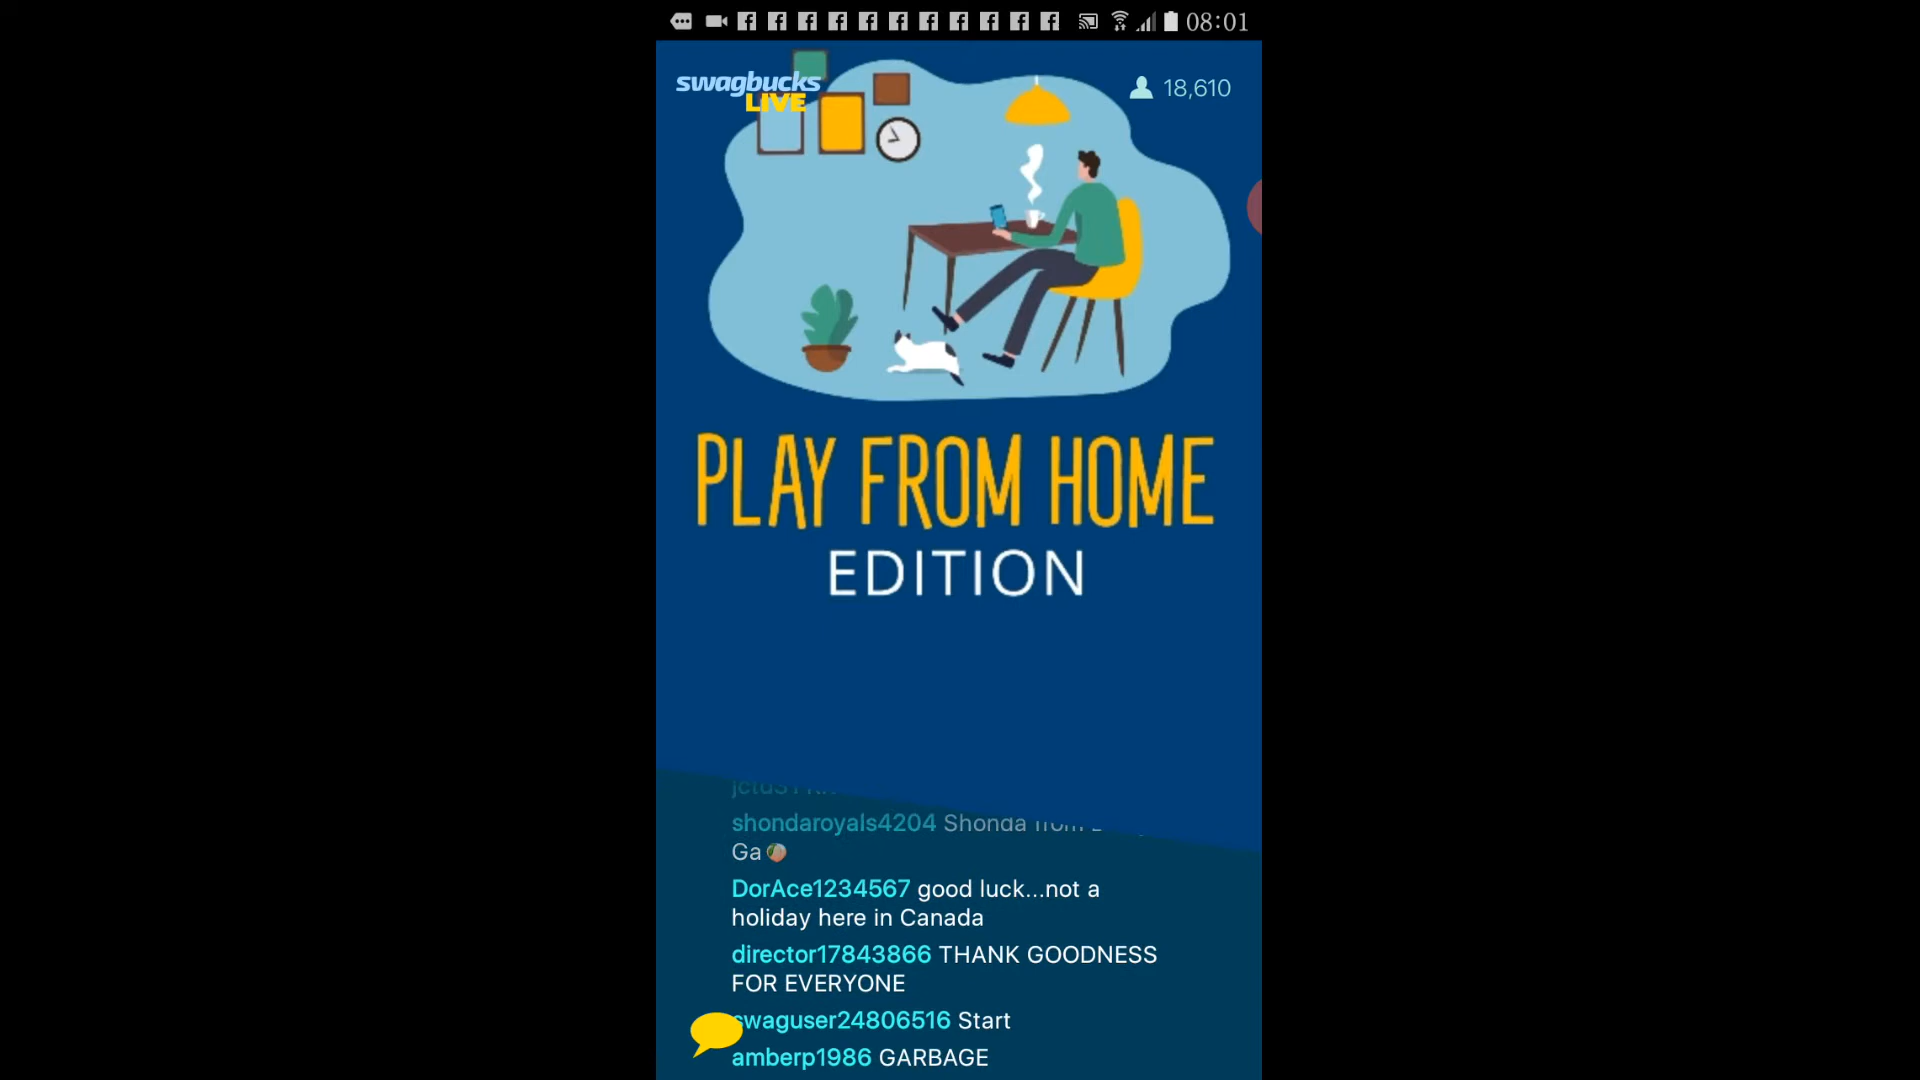 08:01
swagbucks
LIVE
18,610
PLAY FROM HOME
EDITION
shondaroyals4204 Shonda from
Ga
DorAce1234567 good luck...not a
holiday here in Canada
director17843866 THANK GOODNESS
FOR EVERYONE
swaguser24806516 Start
amberp1986 GARBAGE